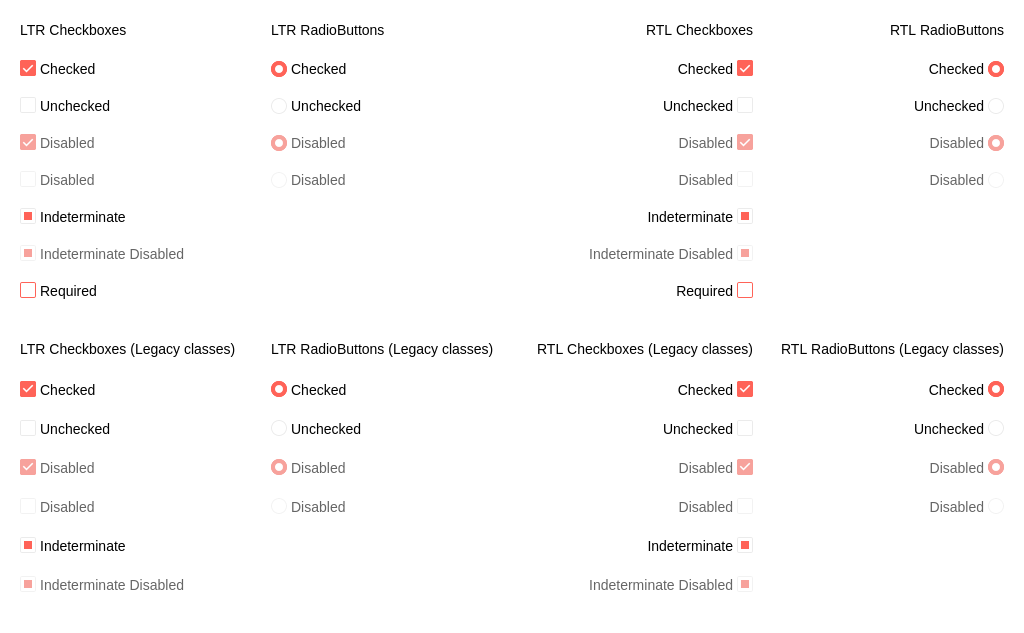 LTR Checkboxes
Checked
Unchecked
Disabled
Disabled
Indeterminate
Indeterminate Disabled
Required
LTR RadioButtons
Checked
Unchecked
Disabled
Disabled
RTL Checkboxes
Checked
Unchecked
Disabled
Disabled
Indeterminate
Indeterminate Disabled
Required
RTL RadioButtons
Checked
Unchecked
Disabled
Disabled
LTR Checkboxes (Legacy classes)
Checked
Unchecked
Disabled
Disabled
Indeterminate
Indeterminate Disabled
LTR RadioButtons (Legacy classes)
Checked
Unchecked
Disabled
Disabled
RTL Checkboxes (Legacy classes)
Checked
Unchecked
Disabled
Disabled
Indeterminate
Indeterminate Disabled
RTL RadioButtons (Legacy classes)
Checked
Unchecked
Disabled
Disabled